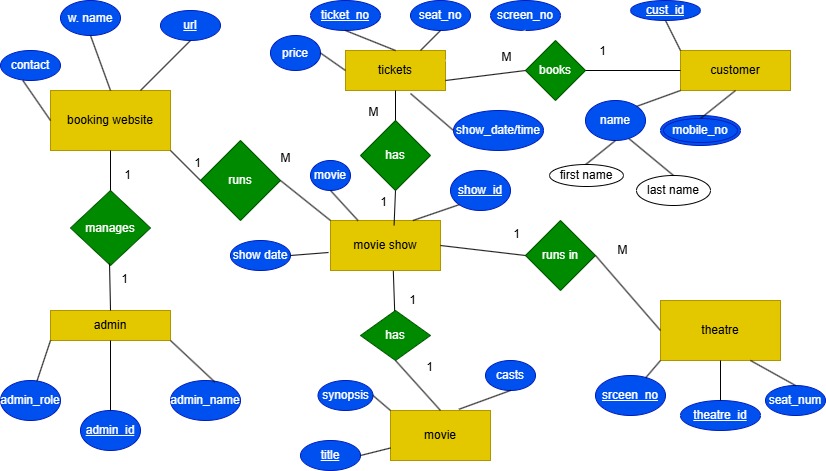 w. name
url
contact
booking website
ticket_no
seat_no
screen_no
price
tickets
show_date/time
M
books
1
cust_id
customer
name
mobile_no
first name
last name
1
runs
M
M
has
1
movie
show_id
show date
movie show
1
manages
1
admin
admin_role
admin_id
admin_name
1
runs in
M
theatre
srceen_no
theatre_id
seat_num
1
has
1
synopsis
casts
title
movie